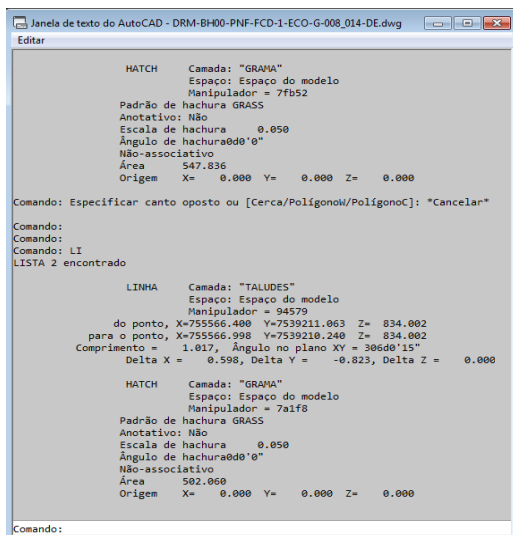 Janela de texto do AutoCAD - DRM-BH00-PNF-FCD-1-ECO-G-008_014-DE.dwg
Editar
HATCH Camada: "GRAMA"
Espaço: Espaço do modelo
Manipulador = 7fb52
Padrão de hachura GRASS
Anotativo: Não
Escala de hachura 0.050
Ângulo de hachura0d0'0"
Não-associativo
Área 547.836
Origem X= 0.000 Y= 0.000 Z= 0.000
Comando: Especificar canto oposto ou [Cerca/PolígonoW/PolígonoC]: *Cancelar*
Comando:
Comando:
Comando: LI
LISTA 2 encontrado
LINHA Camada: "TALUDES"
Espaço: Espaço do modelo
Manipulador = 94579
do ponto, X=755566.400 Y=7539211.063 Z= 834.002
para o ponto, X=755566.998 Y=7539210.240 Z= 834.002
Comprimento = 1.017, Ângulo no plano XY = 306d0'15"
Delta X = 0.598, Delta Y = -0.823, Delta Z = 0.000
HATCH Camada: "GRAMA"
Espaço: Espaço do modelo
Manipulador = 7a1f8
Padrão de hachura GRASS
Anotativo: Não
Escala de hachura 0.050
Ângulo de hachura0d0'0"
Não-associativo
Área 502.060
Origem X= 0.000 Y= 0.000 Z= 0.000
Comando: